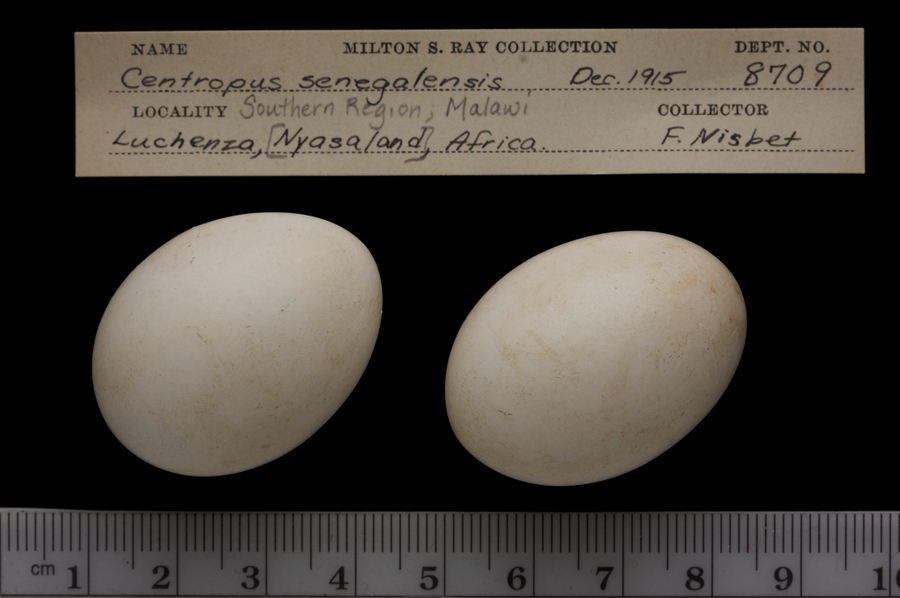 NAME MILTON S. RAY COLLECTION DEPT. NO.
Centropus senegalensis, Dec. 1915 8709
LOCALITY Southern Region; Malawi COLLECTOR
Luchenza, [Nyasaland], Africa. F. Nisbet
cm 1 2 3 4 5 6 7 8 9 10